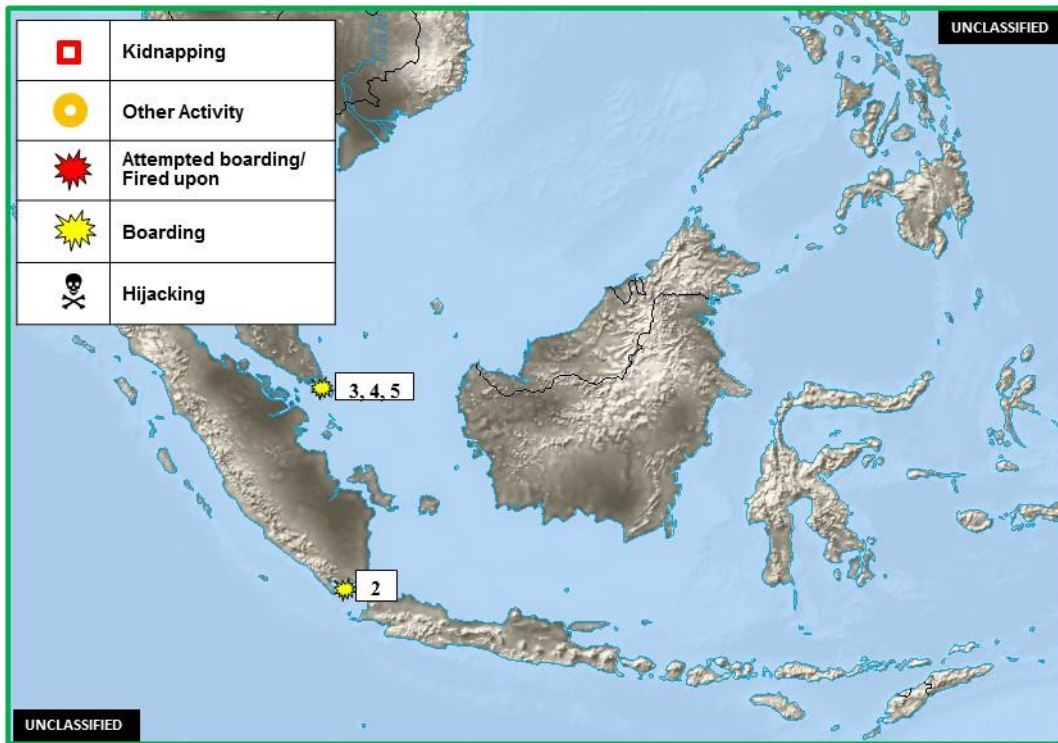 UNCLASSIFIED
Kidnapping
Other Activity
Attempted boarding/
Fired upon
Boarding
Hijacking
3, 4, 5
2
UNCLASSIFIED